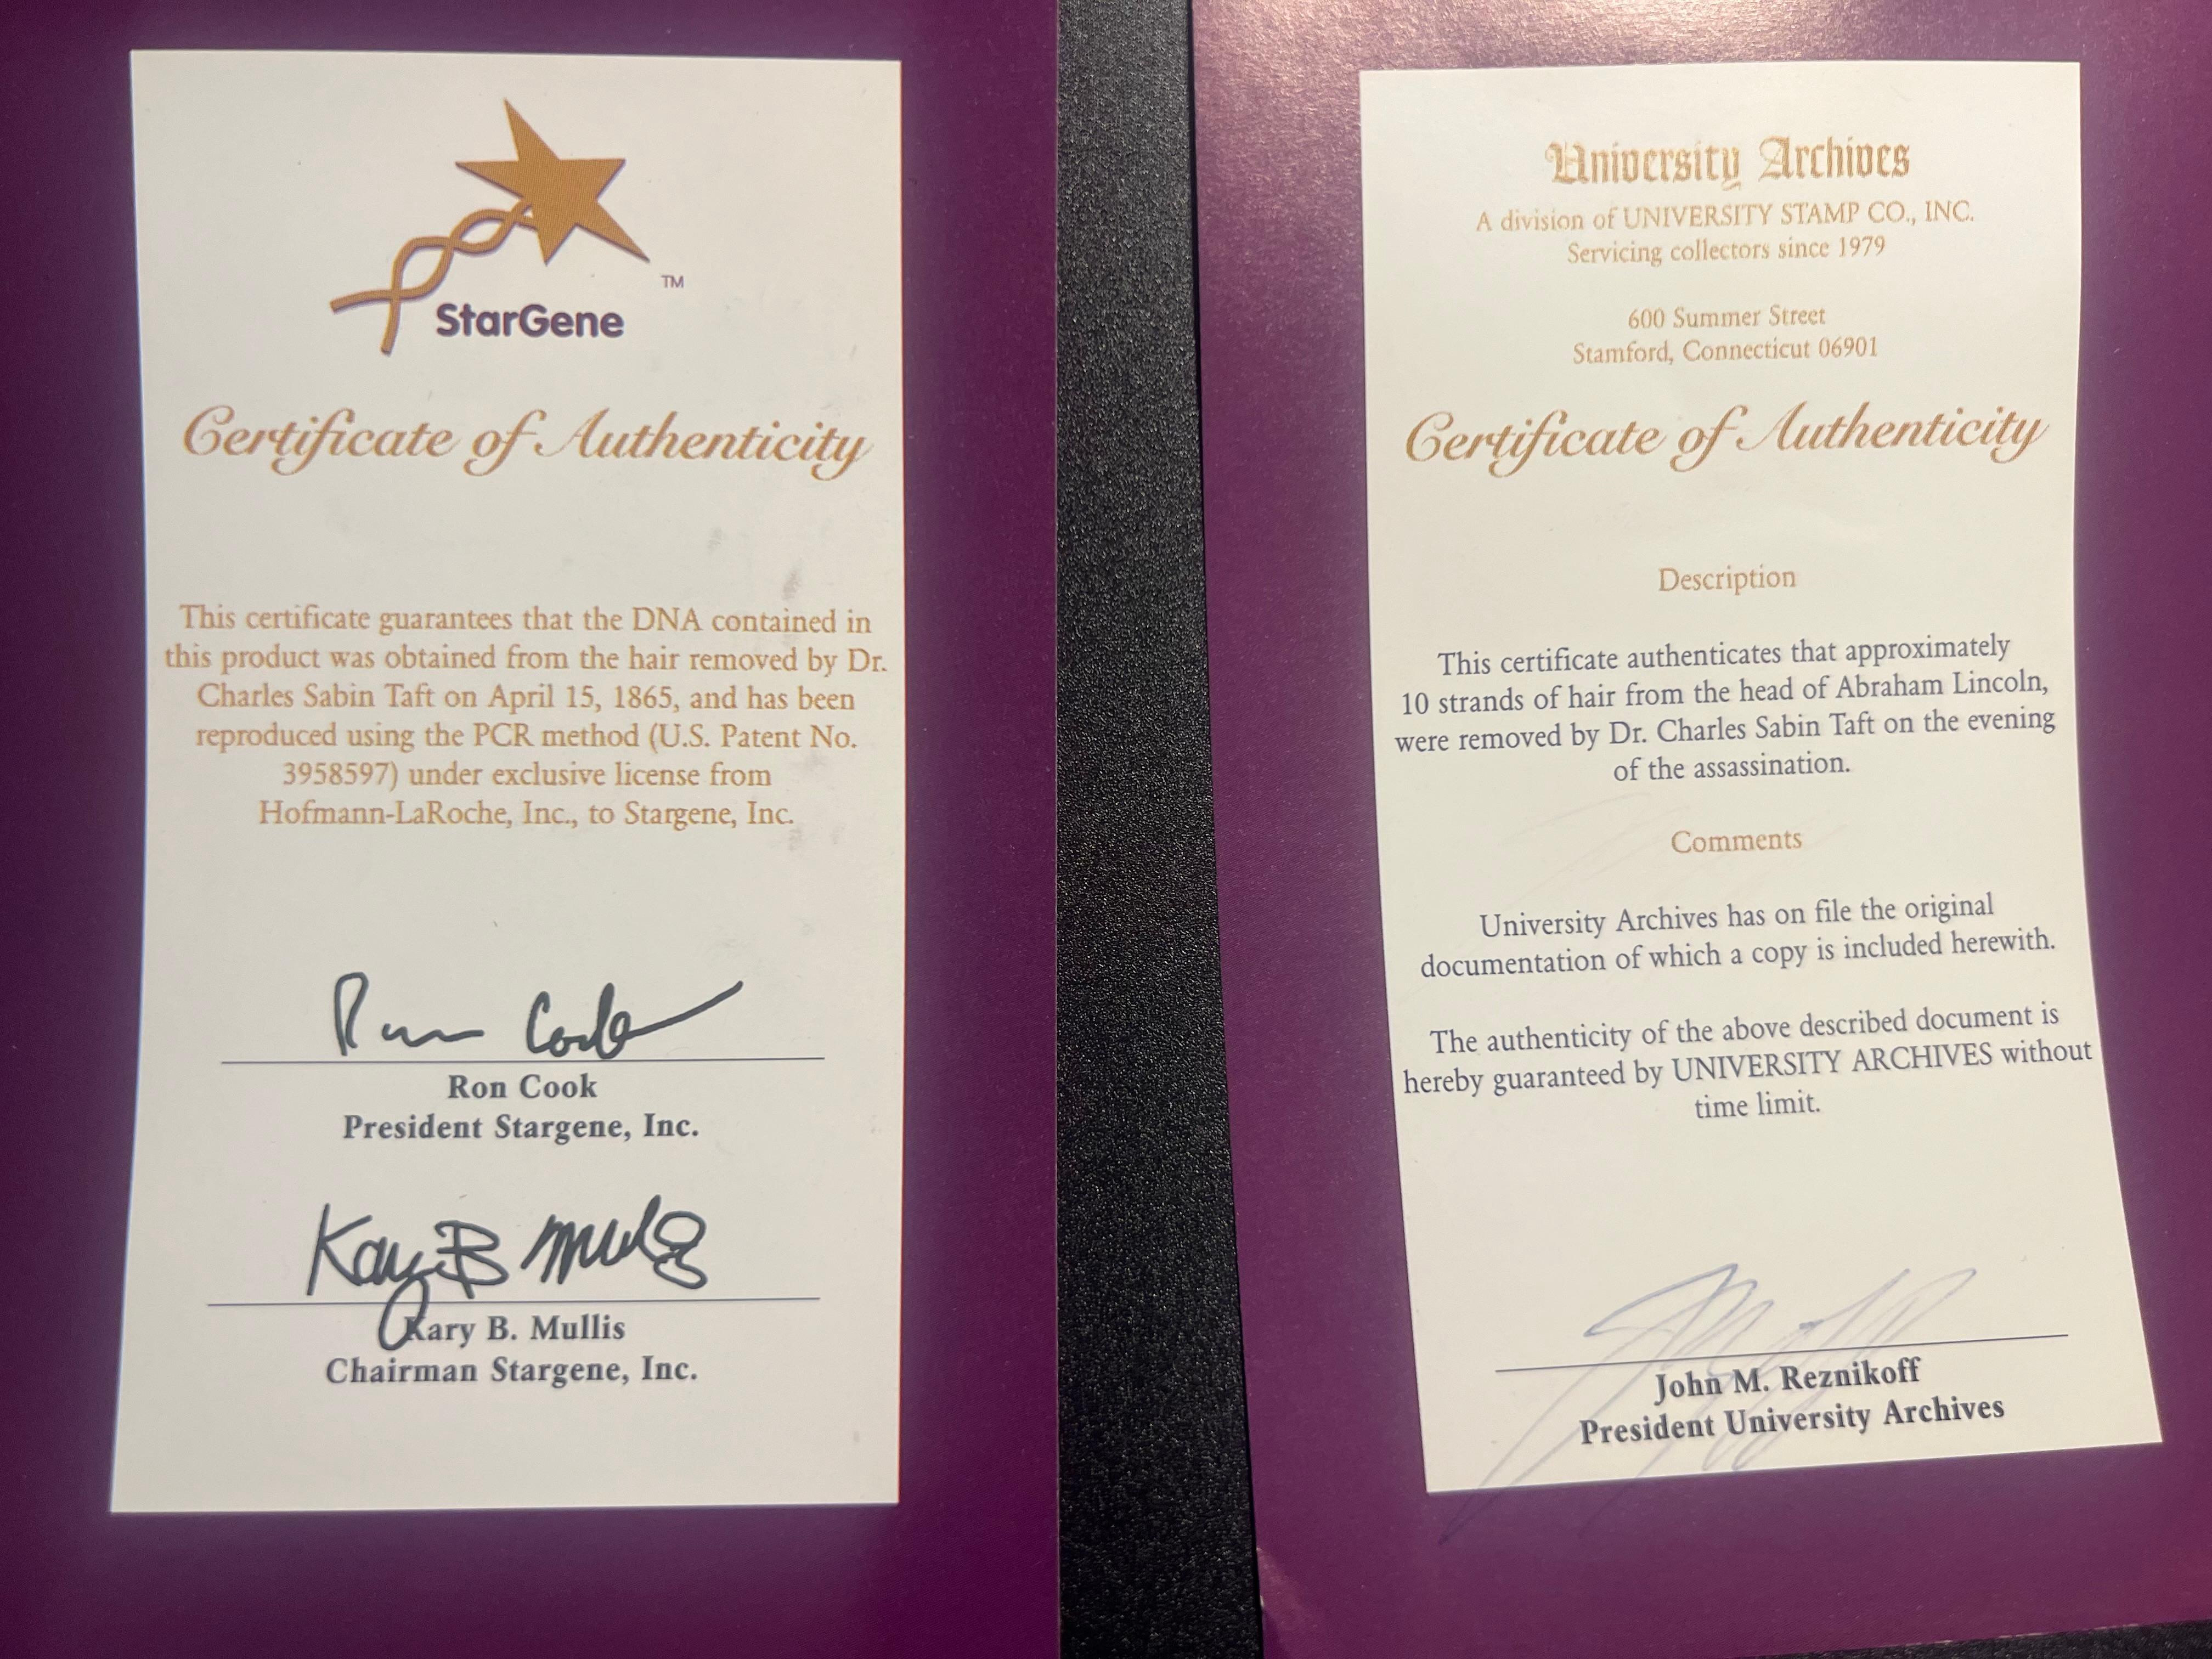 TM
StarGene
Certificate of Authenticity
This certificate guarantees that the DNA contained in
this product was obtained from the hair removed by Dr.
Charles Sabin Taft on April 15, 1865, and has been
reproduced using the PCR method (U.S. Patent No.
3958597) under exclusive license from
Hofmann-LaRoche, Inc., to Stargene, Inc.
Ron Cook
Ron Cook
President Stargene, Inc.
Kary B Mullis
Kary B. Mullis
Chairman Stargene, Inc.
University Archives
A division of UNIVERSITY STAMP CO., INC.
Servicing collectors since 1979
600 Summer Street
Stamford, Connecticut 06901
Certificate of Authenticity
Description
This certificate authenticates that approximately
10 strands of hair from the head of Abraham Lincoln,
were removed by Dr. Charles Sabin Taft on the evening
of the assassination.
Comments
University Archives has on file the original
documentation of which a copy is included herewith.
The authenticity of the above described document is
hereby guaranteed by UNIVERSITY ARCHIVES without
time limit.
John M. Reznikoff
President University Archives